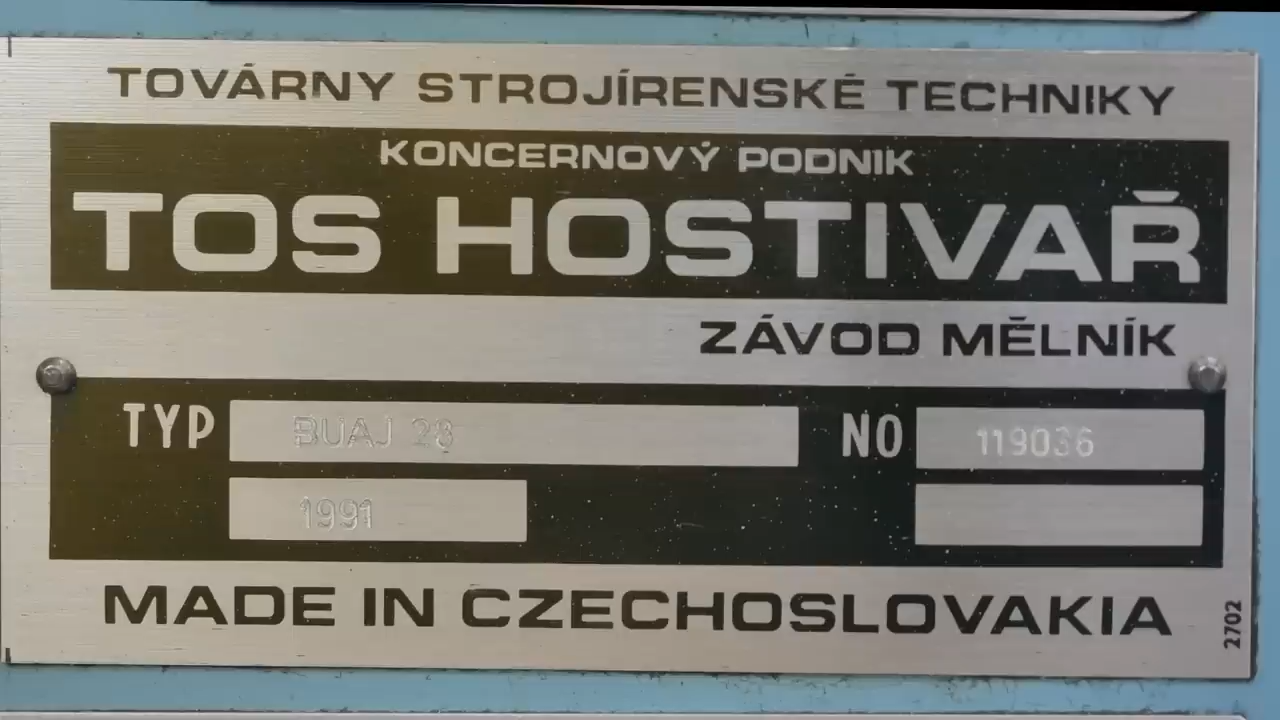 TOVÁRNY STROJÍRENSKÉ TECHNIKY
KONCERNOVÝ PODNIK
TOS HOSTIVAŘ
ZÁVOD MĚLNÍK
TYP BUAJ 28 NO 119036
1991
MADE IN CZECHOSLOVAKIA
2702